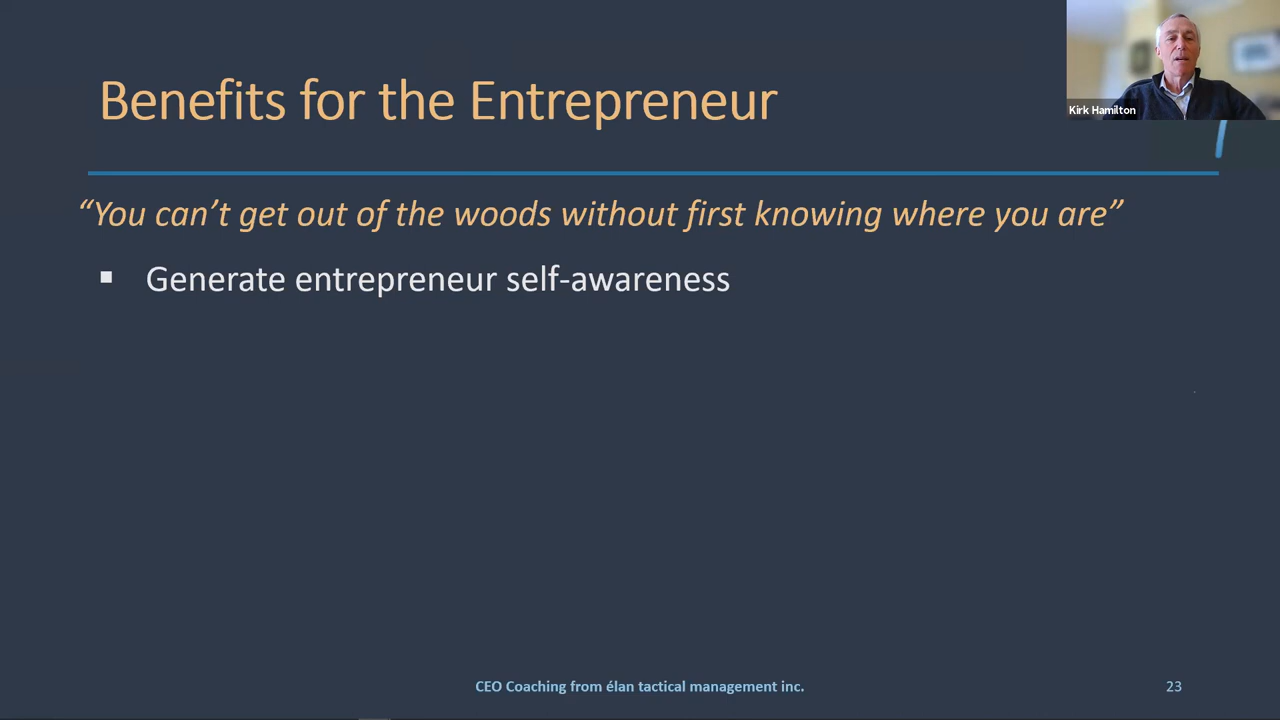 Benefits for the Entrepreneur
Kirk Hamilton
“You can’t get out of the woods without first knowing where you are”
▪ Generate entrepreneur self-awareness
CEO Coaching from élan tactical management inc.
23